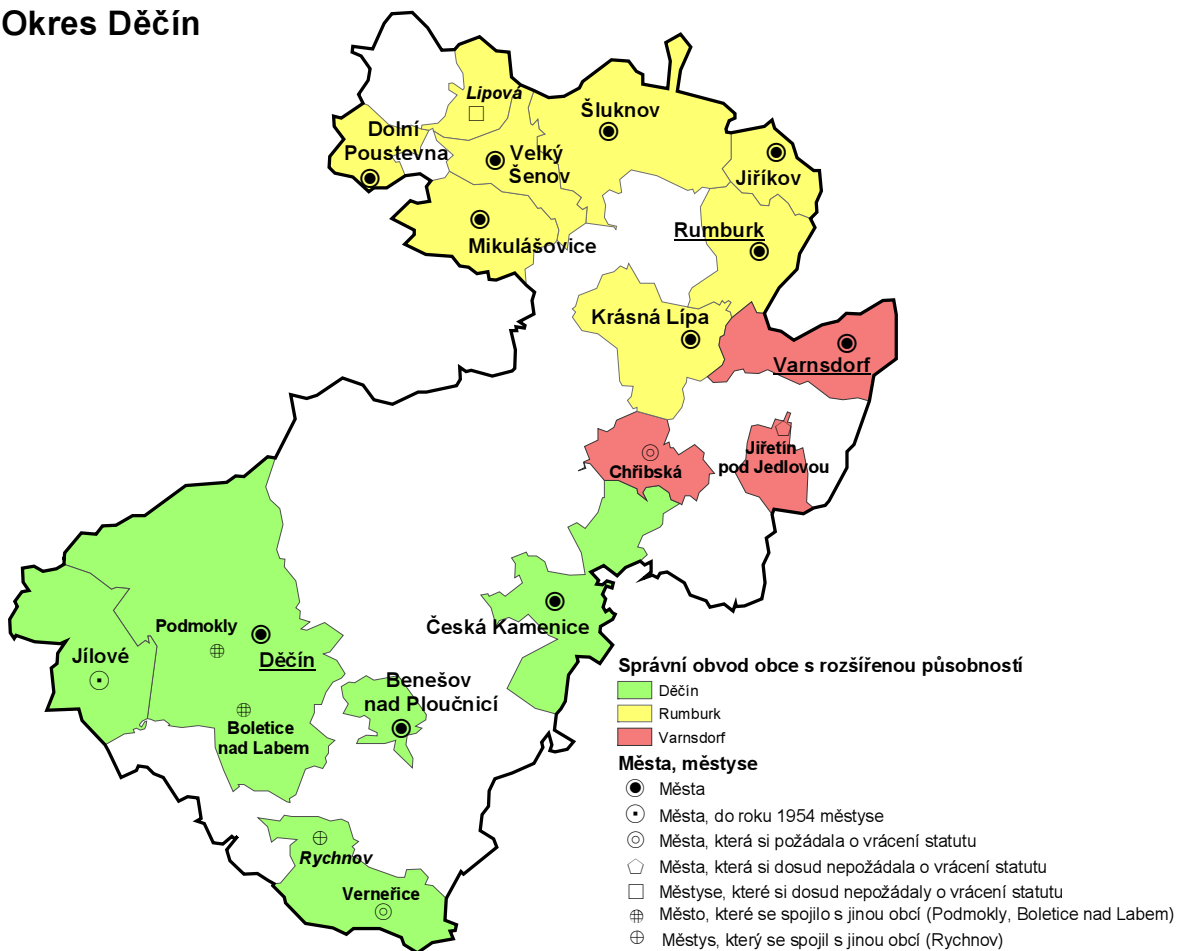 Okres Děčín
Lipová
Šluknov
Dolní
Poustevna
Velký
Šenov
Jiříkov
Mikulášovice
Rumburk
Krásná Lípa
Varnsdorf
Jiřetín
pod Jedlovou
Chřibská
Česká Kamenice
Podmokly
Děčín
Jílové
Benešov
nad Ploučnicí
Boletice
nad Labem
Rychnov
Verneřice
Správní obvod obce s rozšířenou působností
Děčín
Rumburk
Varnsdorf
Města, městyse
Města
Města, do roku 1954 městyse
Města, která si požádala o vrácení statutu
Města, která si dosud nepožádala o vrácení statutu
Městyse, které si dosud nepožádaly o vrácení statutu
Město, které se spojilo s jinou obcí (Podmokly, Boletice nad Labem)
Městys, který se spojil s jinou obcí (Rychnov)